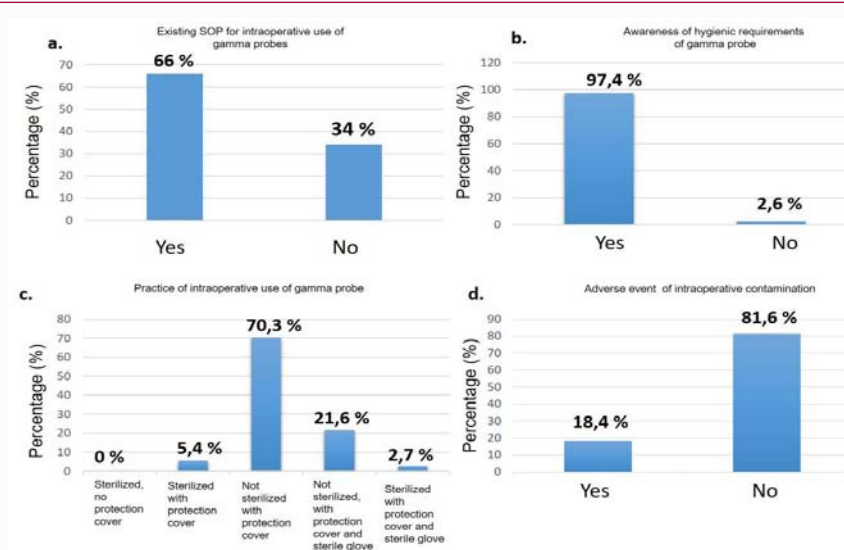 a.
Existing SOP for intraoperative use of
gamma probes
Percentage (%)
70
60
50
40
30
20
10
0
66 %
34 %
Yes
No
b.
Awareness of hygienic requirements
of gamma probe
Percentage (%)
120
100
80
60
40
20
0
97,4 %
2,6 %
Yes
No
c.
Practice of intraoperative use of gamma probe
Percentage (%)
80
70
60
50
40
30
20
10
0
0 %
5,4 %
70,3 %
21,6 %
2,7 %
Sterilized,
no
protection
cover
Sterilized
with
protection
cover
Not
sterilized
with
protection
cover
Not
sterilized,
with
protection
cover and
sterile glove
Sterilized
with
protection
cover and
sterile glove
d.
Adverse event of intraoperative contamination
Percentage (%)
90
80
70
60
50
40
30
20
10
0
18,4 %
81,6 %
Yes
No